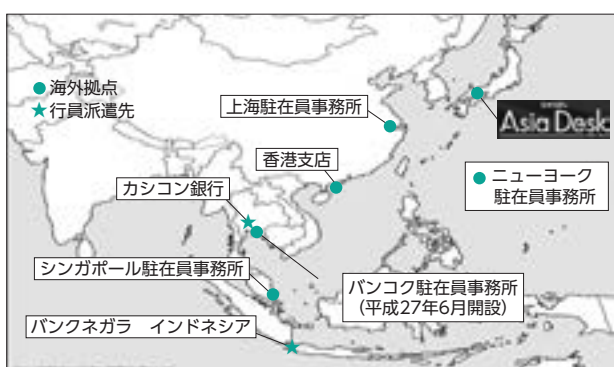 海外拠点
行員派遣先
上海駐在員事務所
Asia Desk
香港支店
ニューヨーク
駐在員事務所
カシコン銀行
シンガポール駐在員事務所
バンコク駐在員事務所
(平成27年6月開設)
バンクネガラ インドネシア